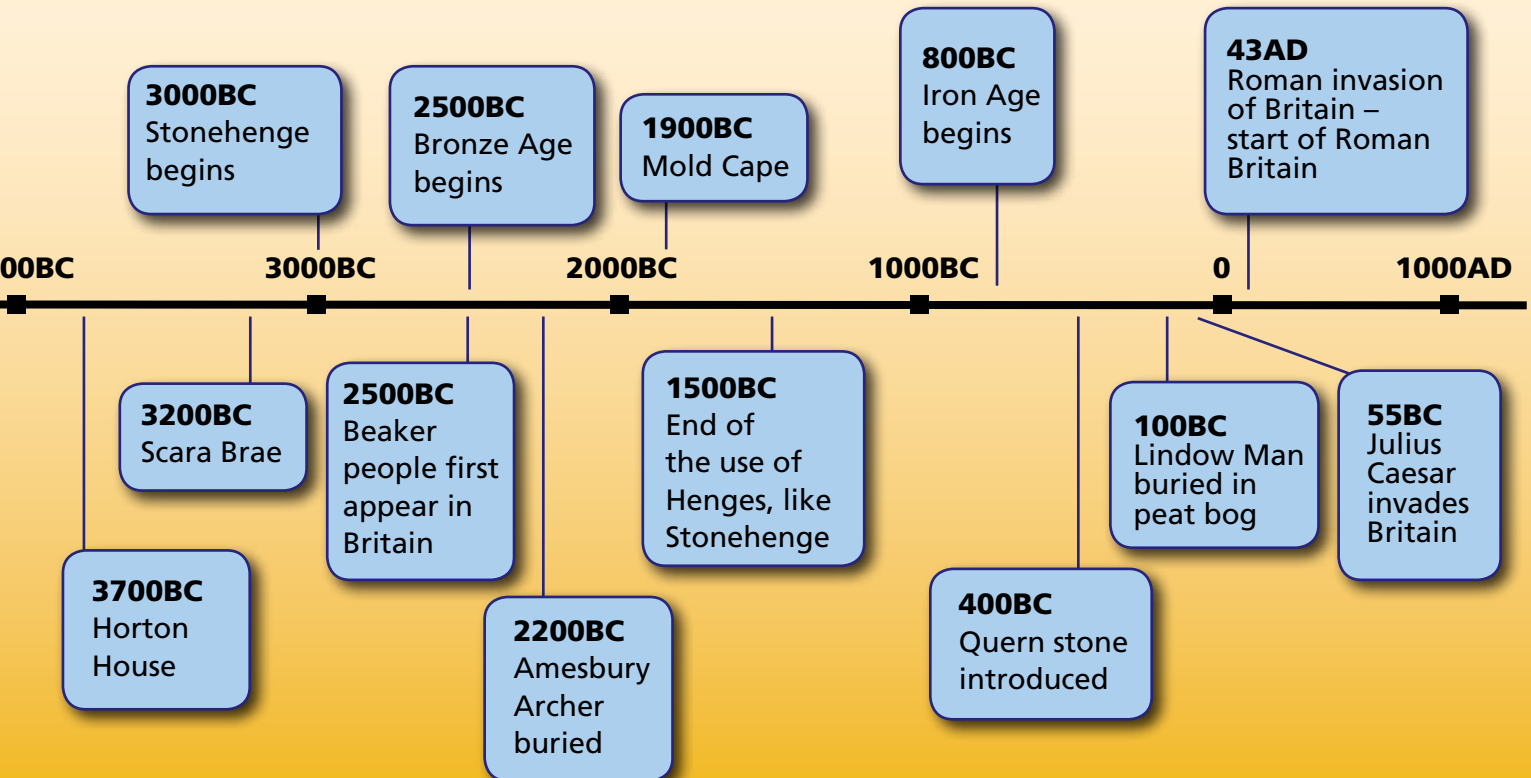 3000BC
Stonehenge
begins
2500BC
Bronze Age
begins
1900BC
Mold Cape
800BC
Iron Age
begins
43AD
Roman invasion
of Britain –
start of Roman
Britain
00BC
3000BC
2000BC
1000BC
0
1000AD
3700BC
Horton
House
3200BC
Scara Brae
2500BC
Beaker
people first
appear in
Britain
2200BC
Amesbury
Archer
buried
1500BC
End of
the use of
Henges, like
Stonehenge
400BC
Quern stone
introduced
100BC
Lindow Man
buried in
peat bog
55BC
Julius
Caesar
invades
Britain